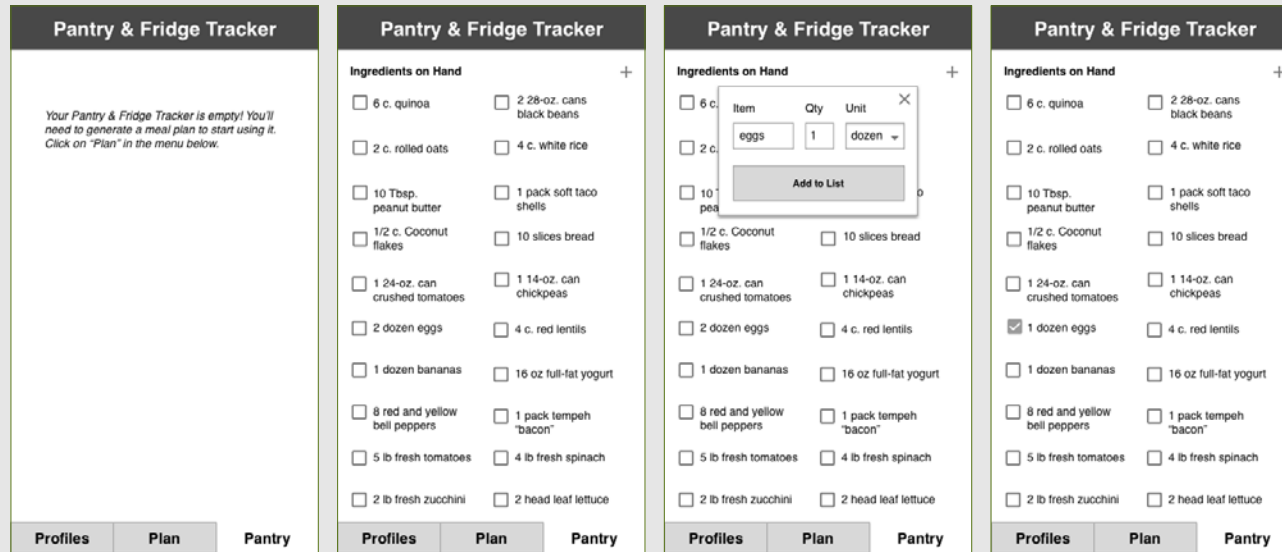 Pantry & Fridge Tracker
Your Pantry & Fridge Tracker is empty! You'll
need to generate a meal plan to start using it.
Click on "Plan" in the menu below.
Profiles
Plan
Pantry
Pantry & Fridge Tracker
Ingredients on Hand
+
6 c. quinoa
2 28-oz. cans
black beans
2 c. rolled oats
4 c. white rice
10 Tbsp.
peanut butter
1 pack soft taco
shells
1/2 c. Coconut
flakes
10 slices bread
1 24-oz. can
crushed tomatoes
1 14-oz. can
chickpeas
2 dozen eggs
4 c. red lentils
1 dozen bananas
16 oz full-fat yogurt
8 red and yellow
bell peppers
1 pack tempeh
"bacon"
5 lb fresh tomatoes
4 lb fresh spinach
2 lb fresh zucchini
2 head leaf lettuce
Profiles
Plan
Pantry
Pantry & Fridge Tracker
Ingredients on Hand
+
6 c.
Item
Qty
Unit
eggs
1
dozen
Add to List
2 c.
10 T
pea
o
1/2 c. Coconut
flakes
10 slices bread
1 24-oz. can
crushed tomatoes
1 14-oz. can
chickpeas
2 dozen eggs
4 c. red lentils
1 dozen bananas
16 oz full-fat yogurt
8 red and yellow
bell peppers
1 pack tempeh
"bacon"
5 lb fresh tomatoes
4 lb fresh spinach
2 lb fresh zucchini
2 head leaf lettuce
Profiles
Plan
Pantry
Pantry & Fridge Tracker
Ingredients on Hand
+
6 c. quinoa
2 28-oz. cans
black beans
2 c. rolled oats
4 c. white rice
10 Tbsp.
peanut butter
1 pack soft taco
shells
1/2 c. Coconut
flakes
10 slices bread
1 24-oz. can
crushed tomatoes
1 14-oz. can
chickpeas
1 dozen eggs
4 c. red lentils
1 dozen bananas
16 oz full-fat yogurt
8 red and yellow
bell peppers
1 pack tempeh
"bacon"
5 lb fresh tomatoes
4 lb fresh spinach
2 lb fresh zucchini
2 head leaf lettuce
Profiles
Plan
Pantry